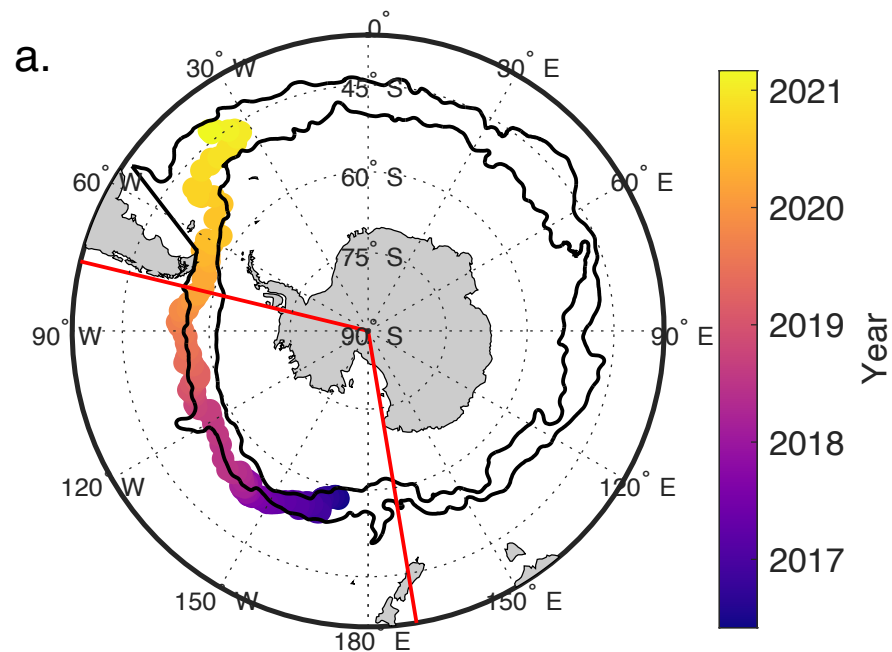 a.
0°
30° W
30° E
45° S
60° W
60° S
60° E
75° S
90° W
90° S
90° E
120° W
120° E
150° W
150° E
180° E
2021
2020
2019
2018
2017
Year